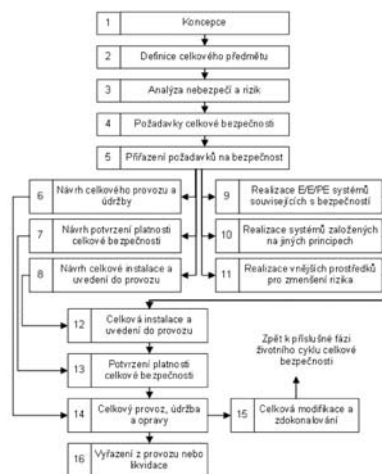 1 Koncepce
2 Definice celkového předmětu
3 Analýza nebezpečí a rizik
4 Požadavky celkové bezpečnosti
5 Přiřazení požadavků na bezpečnost
6 Návrh celkového provozu a
údržby
7 Návrh potvrzení platnosti
celkové bezpečnosti
8 Návrh celkové instalace a
uvedení do provozu
9 Realizace E/E/PE systémů
souvisejících s bezpečností
10 Realizace systémů založených
na jiných principech
11 Realizace vnějších prostředků
pro zmenšení rizika
12 Celková instalace a
uvedení do provozu
13 Potvrzení platnosti
celkové bezpečnosti
14 Celkový provoz, údržba
a opravy
Zpět k příslušné fázi
životního cyklu celkové
bezpečnosti
15 Celková modifikace a
zdokonalování
16 Vyřazení z provozu nebo
likvidace